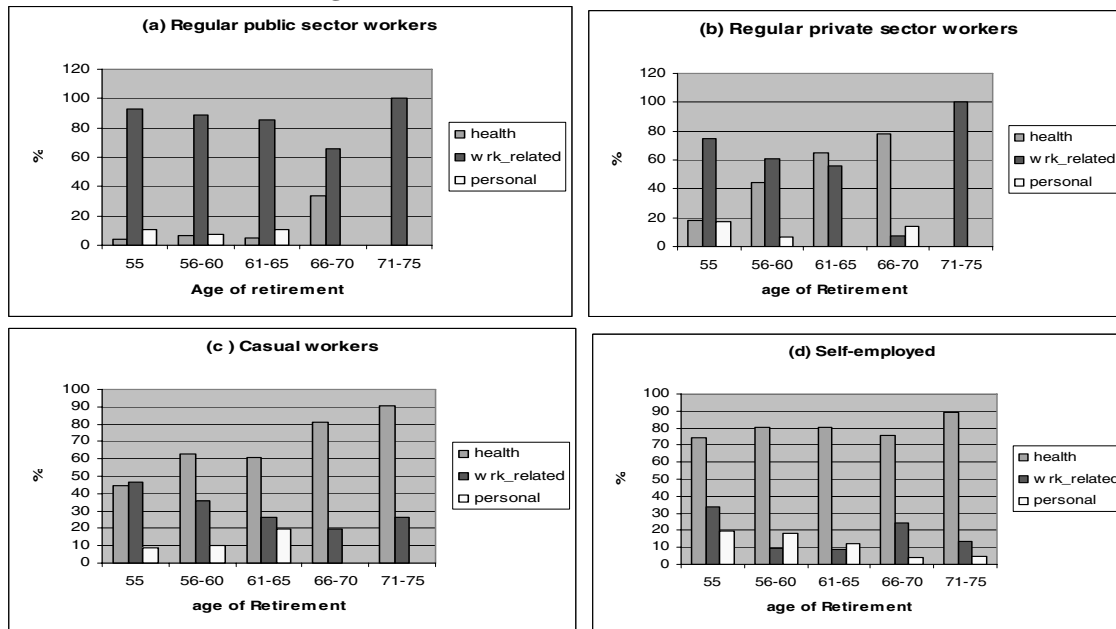 (a) Regular public sector workers
120
100
80
60
40
20
0
%
55 56-60 61-65 66-70 71-75
Age of retirement
health
w rk_related
personal
(b) Regular private sector workers
120
100
80
60
40
20
0
%
55 56-60 61-65 66-70 71-75
age of Retirement
health
w rk_related
personal
(c ) Casual workers
100
90
80
70
60
50
40
30
20
10
0
%
55 56-60 61-65 66-70 71-75
age of Retirement
health
w rk_related
personal
(d) Self-employed
100
90
80
70
60
50
40
30
20
10
0
%
55 56-60 61-65 66-70 71-75
age of Retirement
health
w rk_related
personal